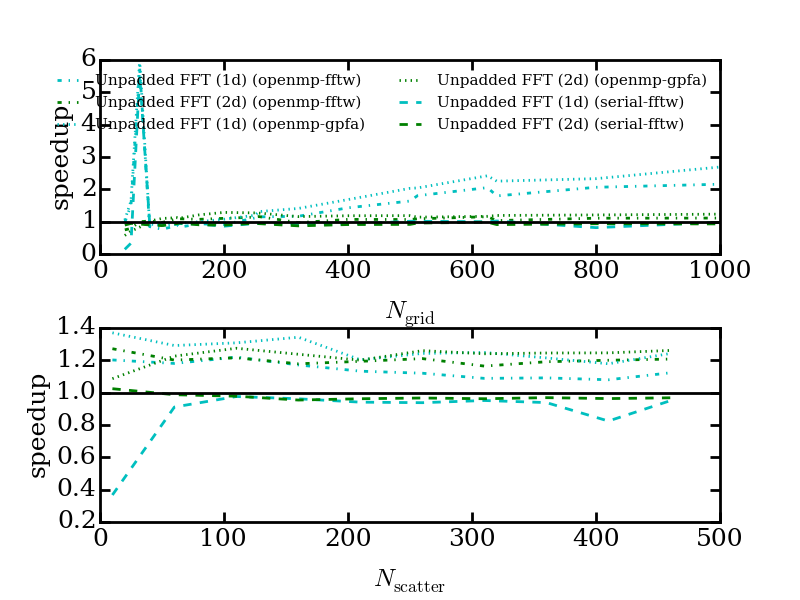 6
Unpadded FFT (1d) (openmp-fftw) Unpadded FFT (2d) (openmp-gpfa)
5
Unpadded FFT (2d) (openmp-fftw) Unpadded FFT (1d) (serial-fftw)
4
Unpadded FFT (1d) (openmp-gpfa) Unpadded FFT (2d) (serial-fftw)
3
2
1
0
speedup
0 200 400 600 800 1000
N_grid
1.4
1.2
1.0
0.8
0.6
0.4
0.2
speedup
0 100 200 300 400 500
N_scatter